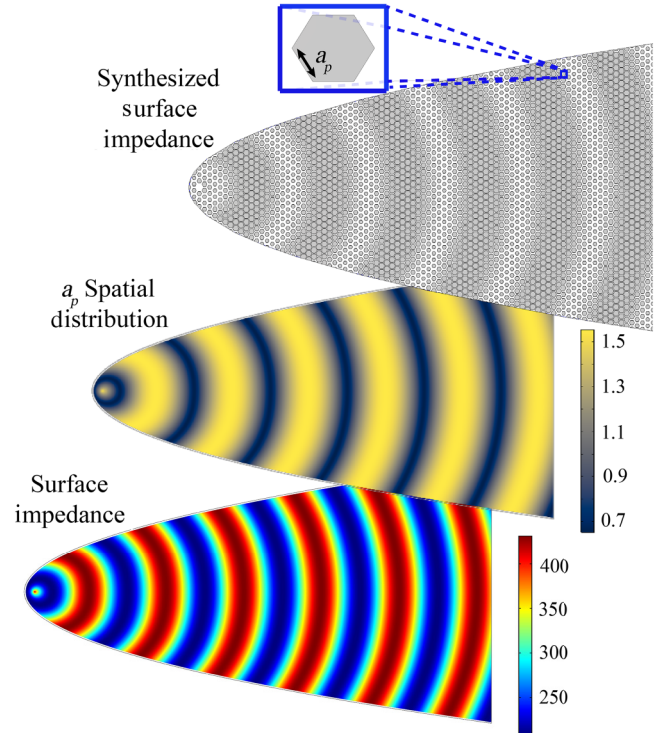 a_p
Synthesized
surface
impedance
a_p Spatial
distribution
1.5
1.3
1.1
0.9
0.7
Surface
impedance
400
350
300
250